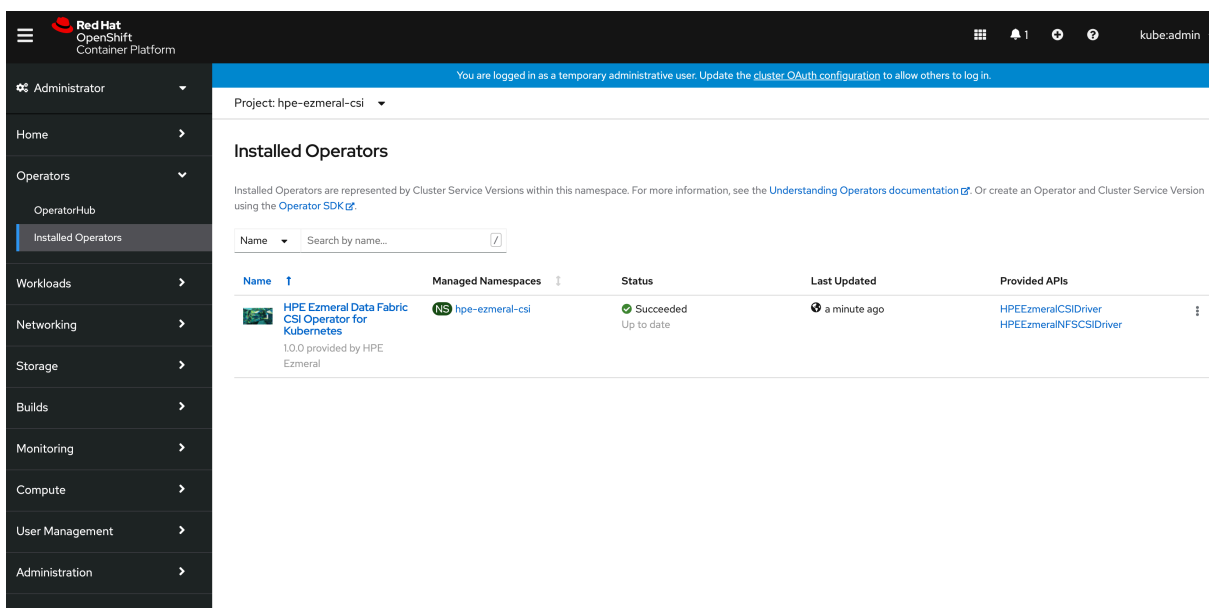 Red Hat
OpenShift
Container Platform
1
kube:admin
You are logged in as a temporary administrative user. Update the cluster OAuth configuration to allow others to log in.
Administrator
Project: hpe-ezmeral-csi
Home
Operators
OperatorHub
Installed Operators
Workloads
Networking
Storage
Builds
Monitoring
Compute
User Management
Administration
Installed Operators
Installed Operators are represented by Cluster Service Versions within this namespace. For more information, see the Understanding Operators documentation. Or create an Operator and Cluster Service Version
using the Operator SDK.
Name Search by name... /
Name Managed Namespaces Status Last Updated Provided APIs
HPE Ezmeral Data Fabric NS hpe-ezmeral-csi Succeeded a minute ago HPEEzmeralCSIDriver
CSI Operator for Up to date HPEEzmeralNFSCSIDriver
Kubernetes
1.0.0 provided by HPE
Ezmeral